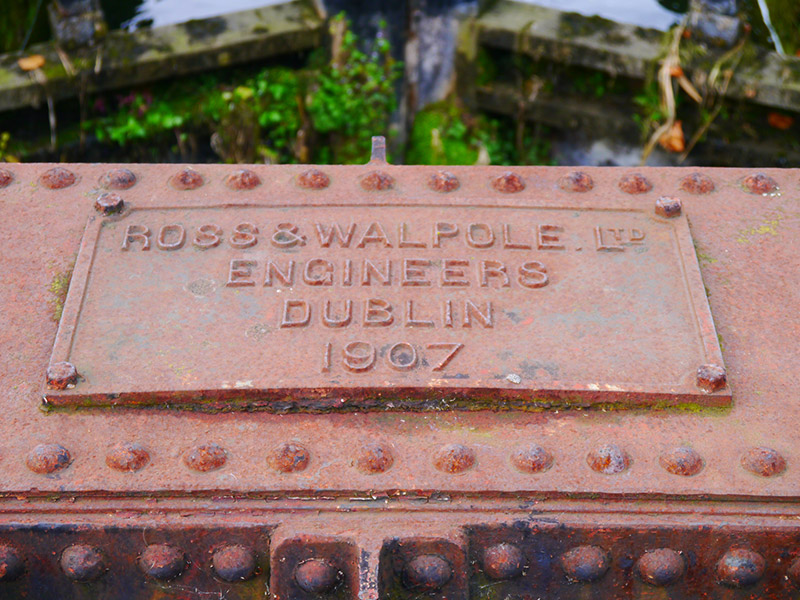 ROSS & WALPOLE. LTD
ENGINEERS
DUBLIN
1907